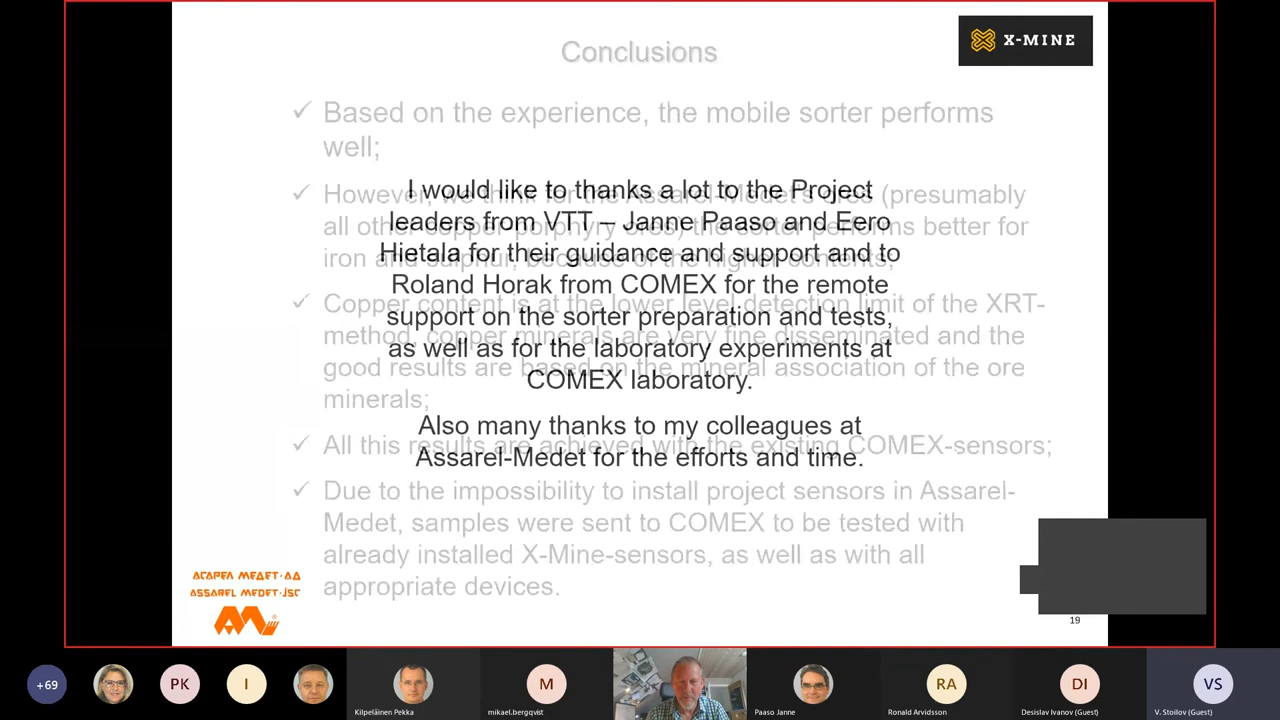 X-MINE
Conclusions
Based on the experience, the mobile sorter performs
well;
However, we think for the Assarel-Medet's ores (presumably
all other copper porphyry ores) the sorter performs better for
iron and sulphur, because of the higher contents;
Copper content is at the lower level detection limit of the XRT-
method, copper minerals are very fine disseminated and the
good results are based on the mineral association of the ore
minerals;
All this results are achieved with the existing COMEX-sensors;
Due to the impossibility to install project sensors in Assarel-
Medet, samples were sent to COMEX to be tested with
already installed X-Mine-sensors, as well as with all
appropriate devices.
I would like to thanks a lot to the Project
leaders from VTT – Janne Paaso and Eero
Hietala for their guidance and support and to
Roland Horak from COMEX for the remote
support on the sorter preparation and tests,
as well as for the laboratory experiments at
COMEX laboratory.
Also many thanks to my colleagues at
Assarel-Medet for the efforts and time.
АСАРЕЛ МЕДЕТ·АД
ASSAREL MEDET·JSC
19
+69
PK
I
Kilpeläinen Pekka
M
mikael.bergqvist
Paaso Janne
RA
Ronald Arvidsson
DI
Desislav Ivanov (Guest)
VS
V. Stoilov (Guest)